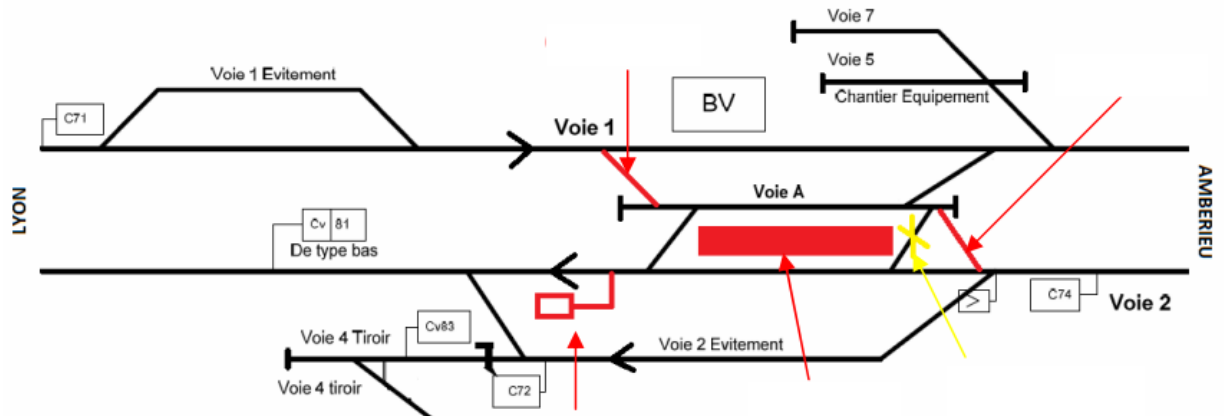 Voie 7
Voie 1 Evitement
Voie 5
BV
Chantier Equipement
C71
Voie 1
LYON
Voie A
AMBERIEU
Cv 81
De type bas
C74
Voie 2
Cv83
Voie 4 Tiroir
Voie 2 Evitement
Voie 4 tiroir
C72